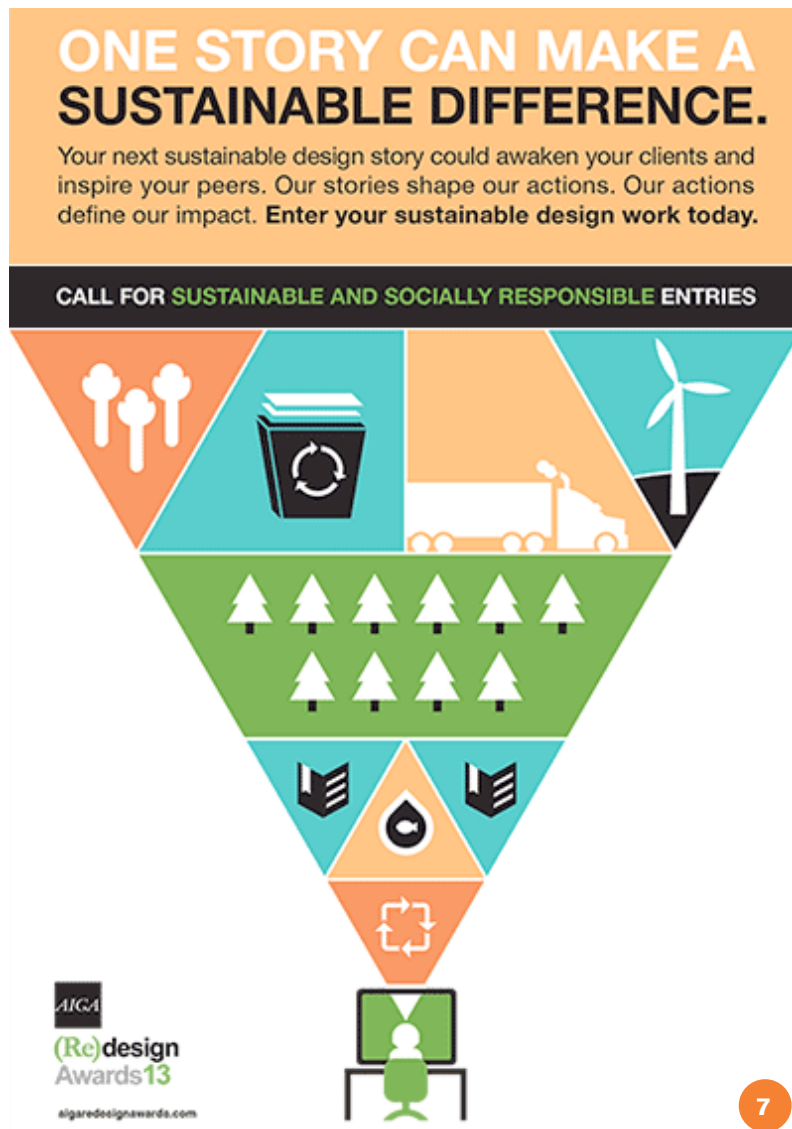 ONE STORY CAN MAKE A
SUSTAINABLE DIFFERENCE.
Your next sustainable design story could awaken your clients and
inspire your peers. Our stories shape our actions. Our actions
define our impact. Enter your sustainable design work today.
CALL FOR SUSTAINABLE AND SOCIALLY RESPONSIBLE ENTRIES
AIGA
(Re)design
Awards13
aigaredesignawards.com
7